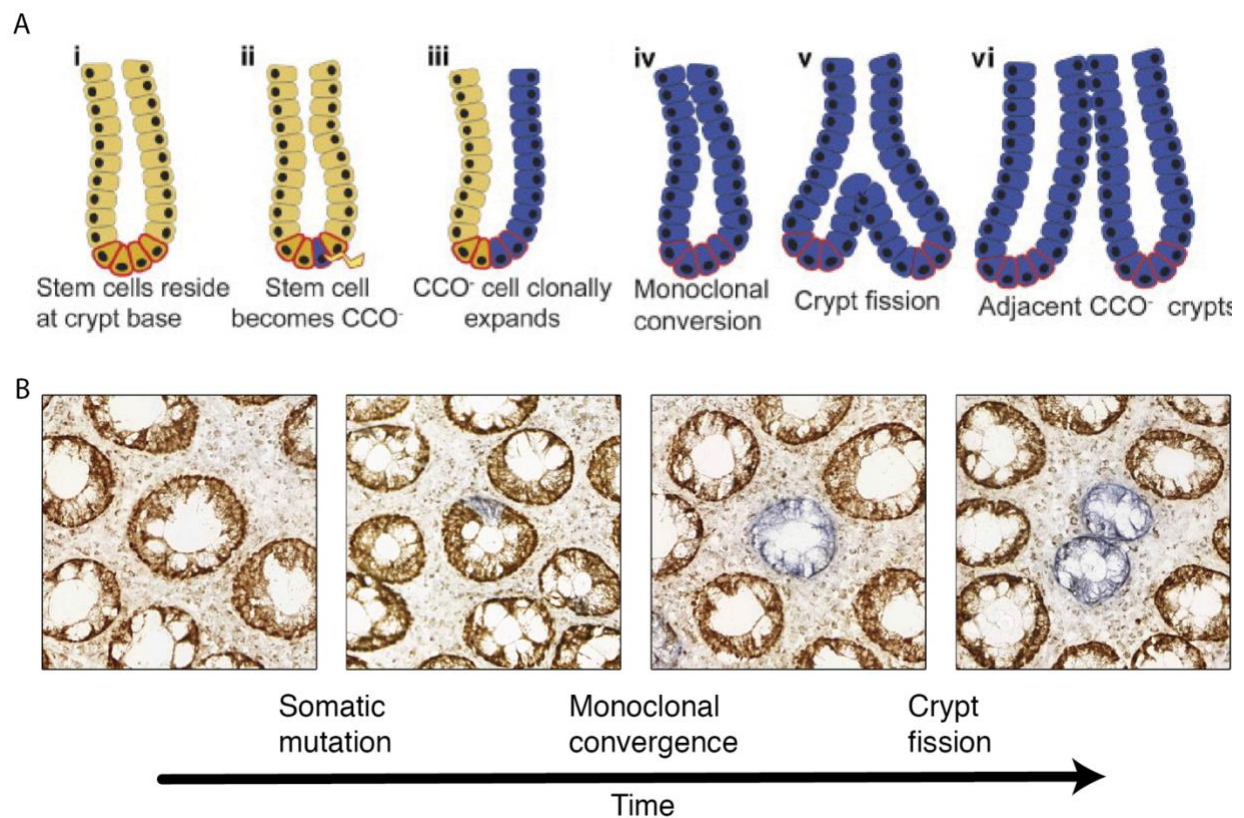 A
i
ii
iii
iv
v
vi
Stem cells reside
at crypt base
Stem cell
becomes CCO-
CCO- cell clonally
expands
Monoclonal
conversion
Crypt fission
Adjacent CCO- crypts
B
Somatic
mutation
Monoclonal
convergence
Crypt
fission
Time